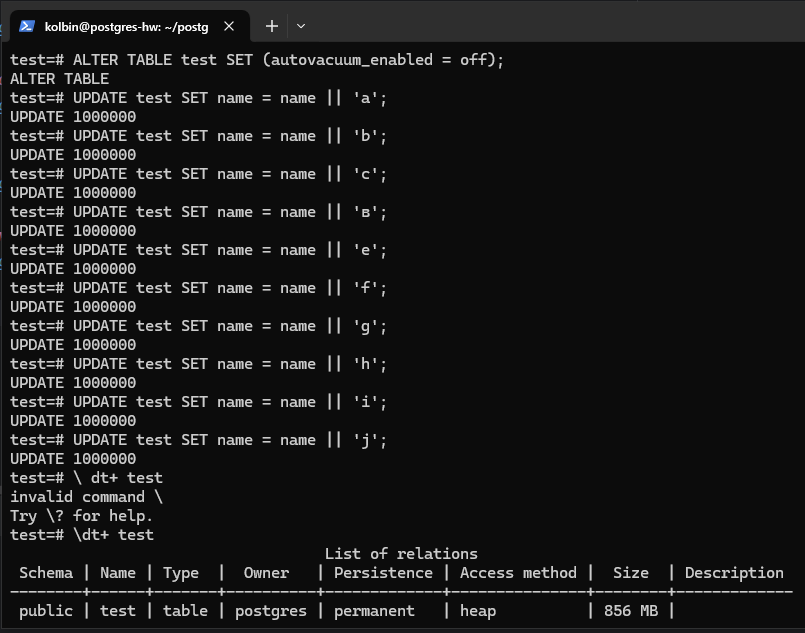 kolbin@postgres-hw: ~/postg
test=# ALTER TABLE test SET (autovacuum_enabled = off);
ALTER TABLE
test=# UPDATE test SET name = name || 'a';
UPDATE 1000000
test=# UPDATE test SET name = name || 'b';
UPDATE 1000000
test=# UPDATE test SET name = name || 'c';
UPDATE 1000000
test=# UPDATE test SET name = name || 'в';
UPDATE 1000000
test=# UPDATE test SET name = name || 'e';
UPDATE 1000000
test=# UPDATE test SET name = name || 'f';
UPDATE 1000000
test=# UPDATE test SET name = name || 'g';
UPDATE 1000000
test=# UPDATE test SET name = name || 'h';
UPDATE 1000000
test=# UPDATE test SET name = name || 'i';
UPDATE 1000000
test=# UPDATE test SET name = name || 'j';
UPDATE 1000000
test=# \ dt+ test
invalid command \
Try \? for help.
test=# \dt+ test
List of relations
Schema | Name | Type | Owner | Persistence | Access method | Size | Description
--------+------+-------+----------+-------------+---------------+--------+-------------
public | test | table | postgres | permanent | heap | 856 MB |